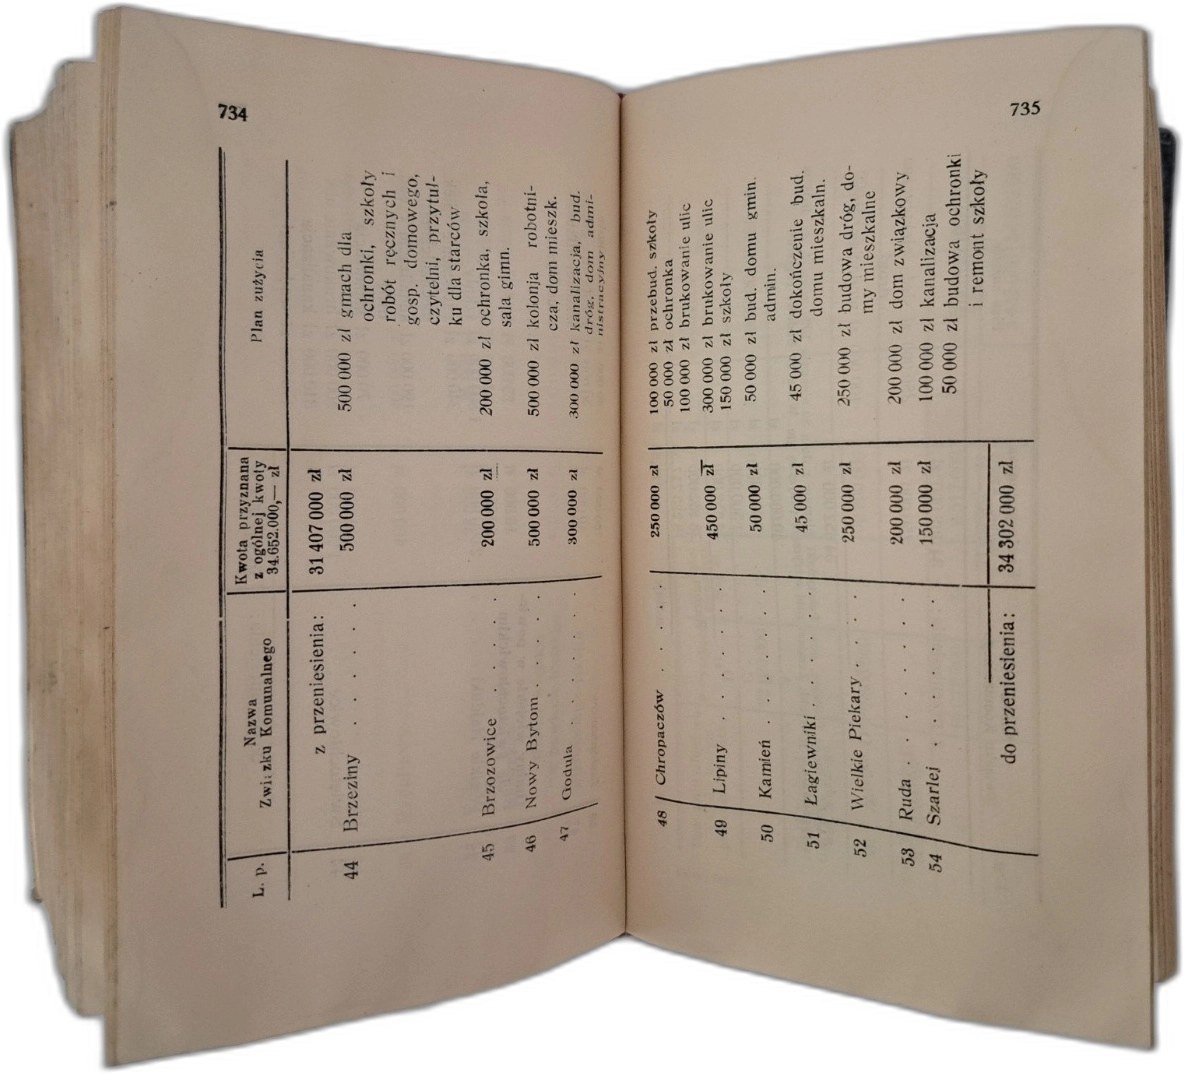 734
L. p.
Nazwa
Związku Komunalnego
Kwota przyznana
z ogólnej kwoty
34.652.000,— zł
Plan zużycia
z przeniesienia: 31 407 000 zł
44 Brzeziny . . . . . . 500 000 zł 500 000 zł gmach dla
ochronki, szkoły
robót ręcznych i
gosp. domowego,
czytelni, przytuł-
ku dla starców
45 Brzozowice . . . . . 200 000 zł 200 000 zł ochronka, szkoła,
sala gimn.
46 Nowy Bytom . . . . . 500 000 zł 500 000 zł kolonja robotni-
cza, dom mieszk.
47 Godula . . . . . . . 300 000 zł 300 000 zł kanalizacja, bud.
dróg, dom admi-
nistracyjny
735
48 Chropaczów . . . . . 250 000 zł 100 000 zł przebud. szkoły
50 000 zł ochronka
100 000 zł brukowanie ulic
49 Lipiny . . . . . . . 450 000 zł 300 000 zł brukowanie ulic
150 000 zł szkoły
50 Kamień . . . . . . . 50 000 zł 50 000 zł bud. domu gmin.
admin.
51 Łagiewniki . . . . . . 45 000 zł 45 000 zł dokończenie bud.
domu mieszkaln.
52 Wielkie Piekary . . . . 250 000 zł 250 000 zł budowa dróg, do-
my mieszkalne
53 Ruda . . . . . . . 200 000 zł 200 000 zł dom związkowy
54 Szarlej . . . . . . . 150 000 zł 100 000 zł kanalizacja
50 000 zł budowa ochronki
i remont szkoły
do przeniesienia: 34 302 000 zł